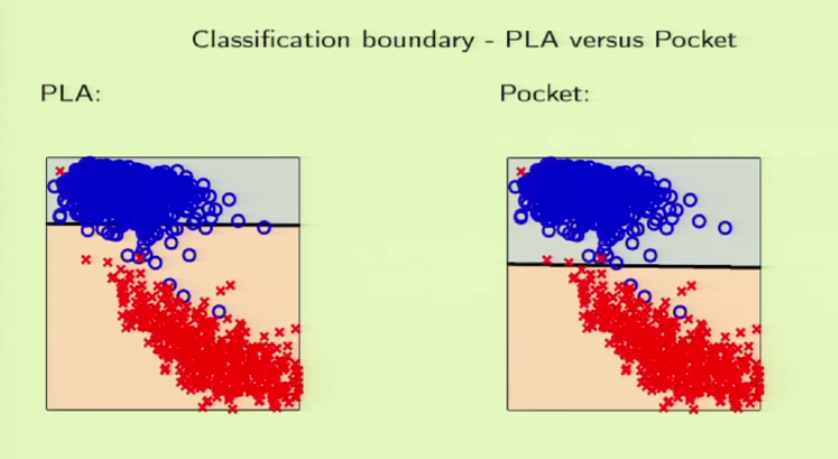 Classification boundary - PLA versus Pocket
PLA:
Pocket: